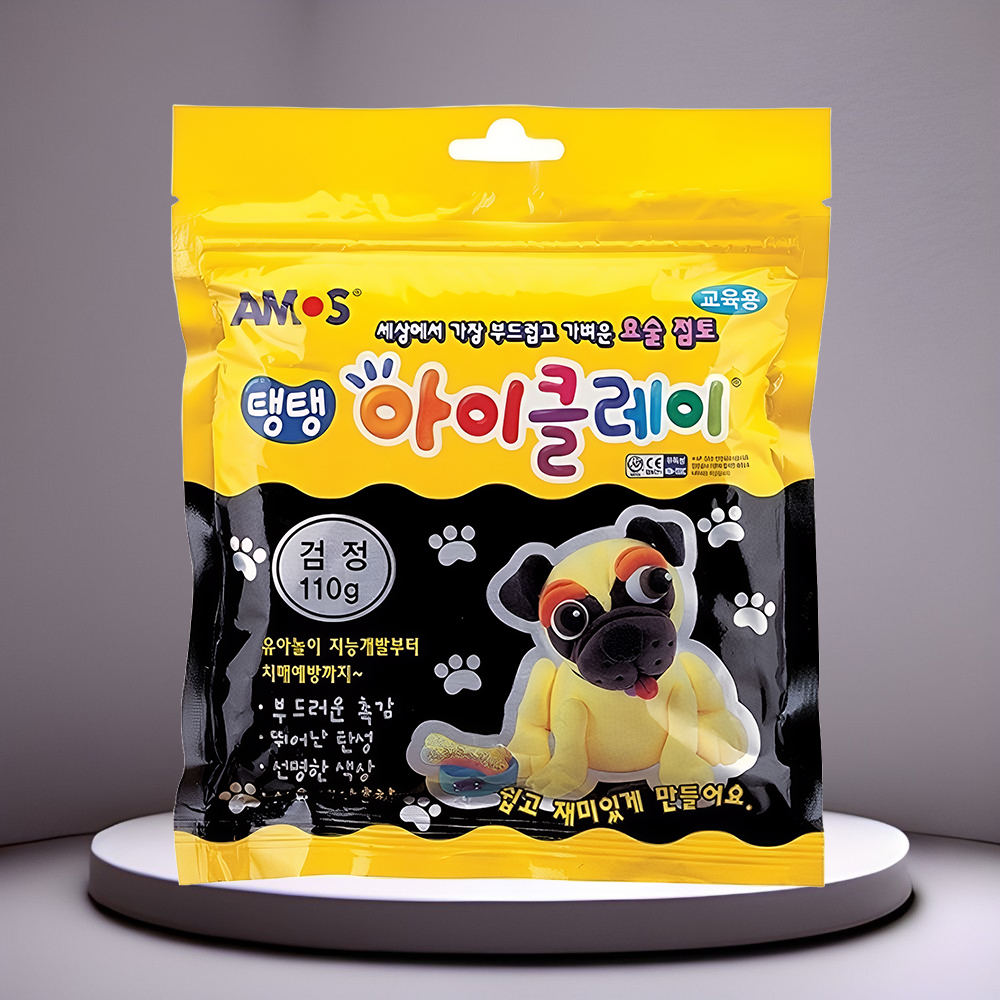 AMOS®
교육용
세상에서 가장 부드럽고 가벼운 요술 점토
탱탱 아이클레이®
CE
검정
110g
유아놀이 지능개발부터
치매예방까지~
· 부드러운 촉감
· 뛰어난 탄성
· 선명한 색상
쉽고 재미있게 만들어요.